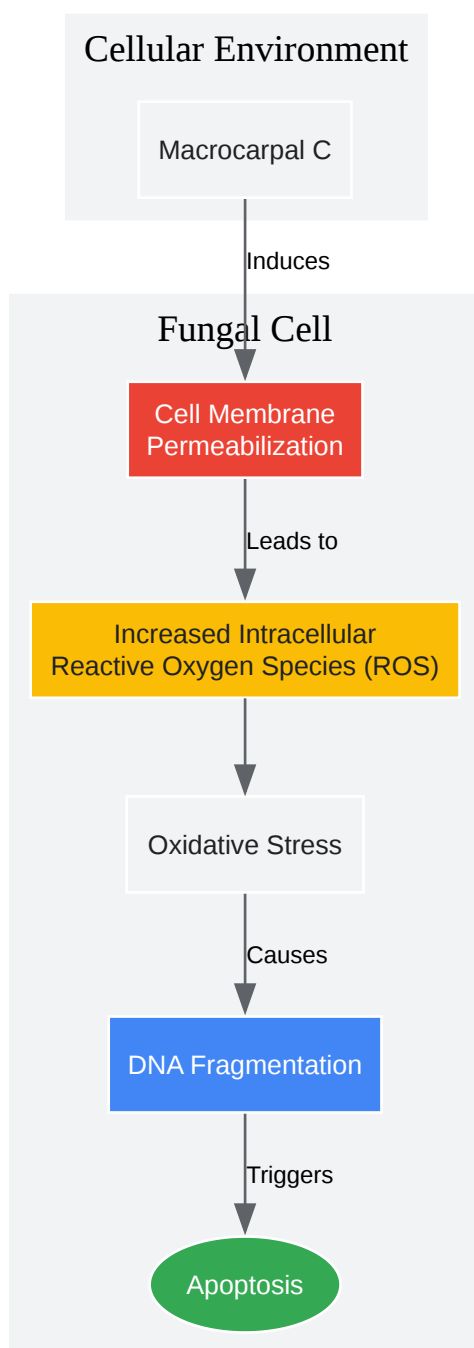 Cellular Environment
Macrocarpal C
Induces
Fungal Cell
Cell Membrane
Permeabilization
Leads to
Increased Intracellular
Reactive Oxygen Species (ROS)
Oxidative Stress
Causes
DNA Fragmentation
Triggers
Apoptosis